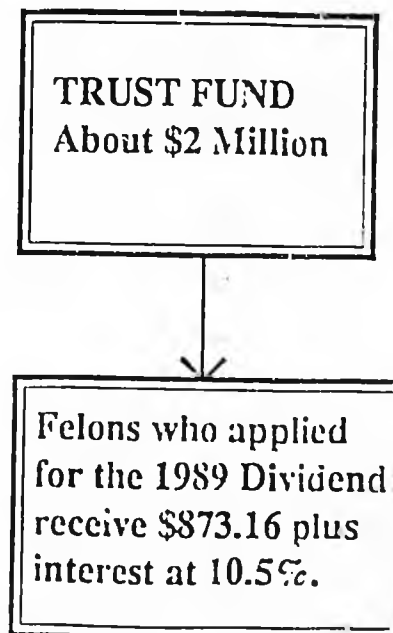 TRUST FUND
About $2 Million
Felons who applied
for the 1989 Dividend
receive $873.16 plus
interest at 10.5%.